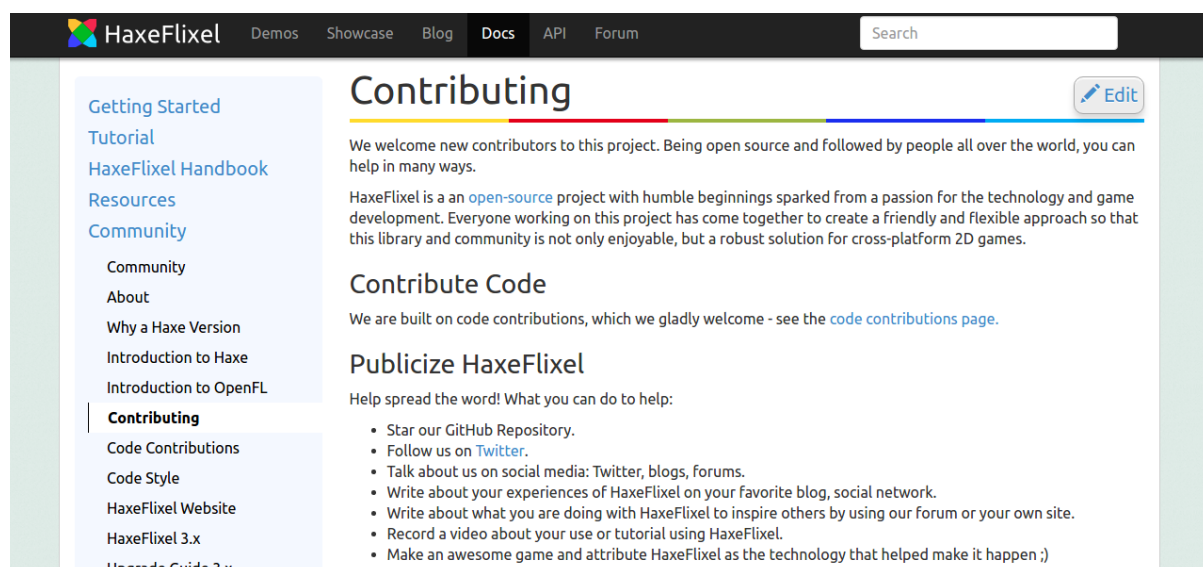 HaxeFlixel Demos Showcase Blog Docs API Forum Search
Getting Started
Tutorial
HaxeFlixel Handbook
Resources
Community
Community
About
Why a Haxe Version
Introduction to Haxe
Introduction to OpenFL
Contributing
Code Contributions
Code Style
HaxeFlixel Website
HaxeFlixel 3.x
Upgrade Guide 3.x
Contributing
Edit
We welcome new contributors to this project. Being open source and followed by people all over the world, you can
help in many ways.
HaxeFlixel is a an open-source project with humble beginnings sparked from a passion for the technology and game
development. Everyone working on this project has come together to create a friendly and flexible approach so that
this library and community is not only enjoyable, but a robust solution for cross-platform 2D games.
Contribute Code
We are built on code contributions, which we gladly welcome - see the code contributions page.
Publicize HaxeFlixel
Help spread the word! What you can do to help:
• Star our GitHub Repository.
• Follow us on Twitter.
• Talk about us on social media: Twitter, blogs, forums.
• Write about your experiences of HaxeFlixel on your favorite blog, social network.
• Write about what you are doing with HaxeFlixel to inspire others by using our forum or your own site.
• Record a video about your use or tutorial using HaxeFlixel.
• Make an awesome game and attribute HaxeFlixel as the technology that helped make it happen ;)